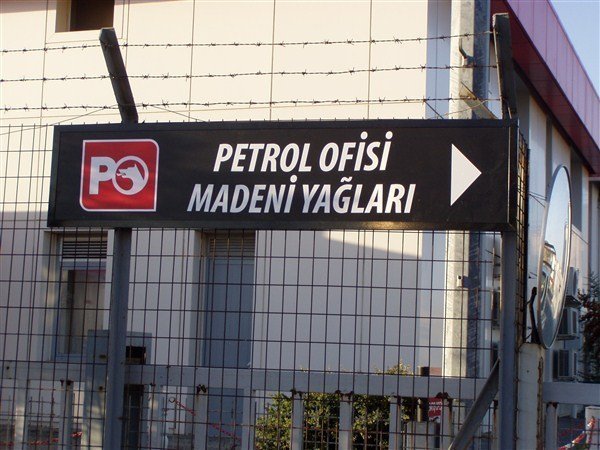 PO
PETROL OFİSİ
MADENİ YAĞLARI